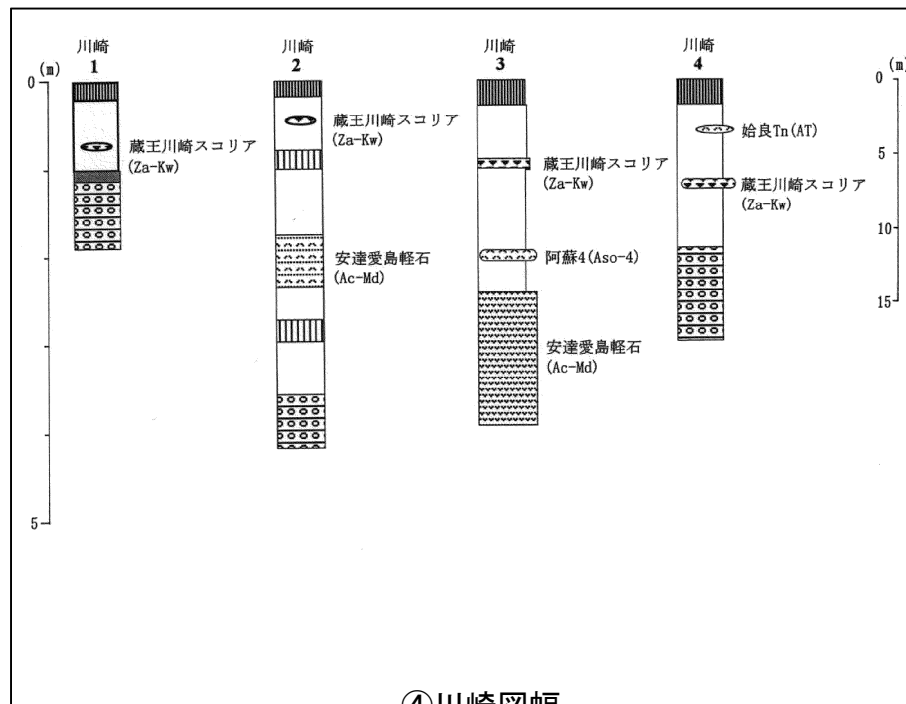 川崎
1
川崎
2
川崎
3
川崎
4
(m)
0
5
蔵王川崎スコリア
(Za-Kw)
蔵王川崎スコリア
(Za-Kw)
安達愛島軽石
(Ac-Md)
蔵王川崎スコリア
(Za-Kw)
阿蘇4(Aso-4)
安達愛島軽石
(Ac-Md)
姶良Tn(AT)
蔵王川崎スコリア
(Za-Kw)
(m)
0
5
10
15
④川崎図幅